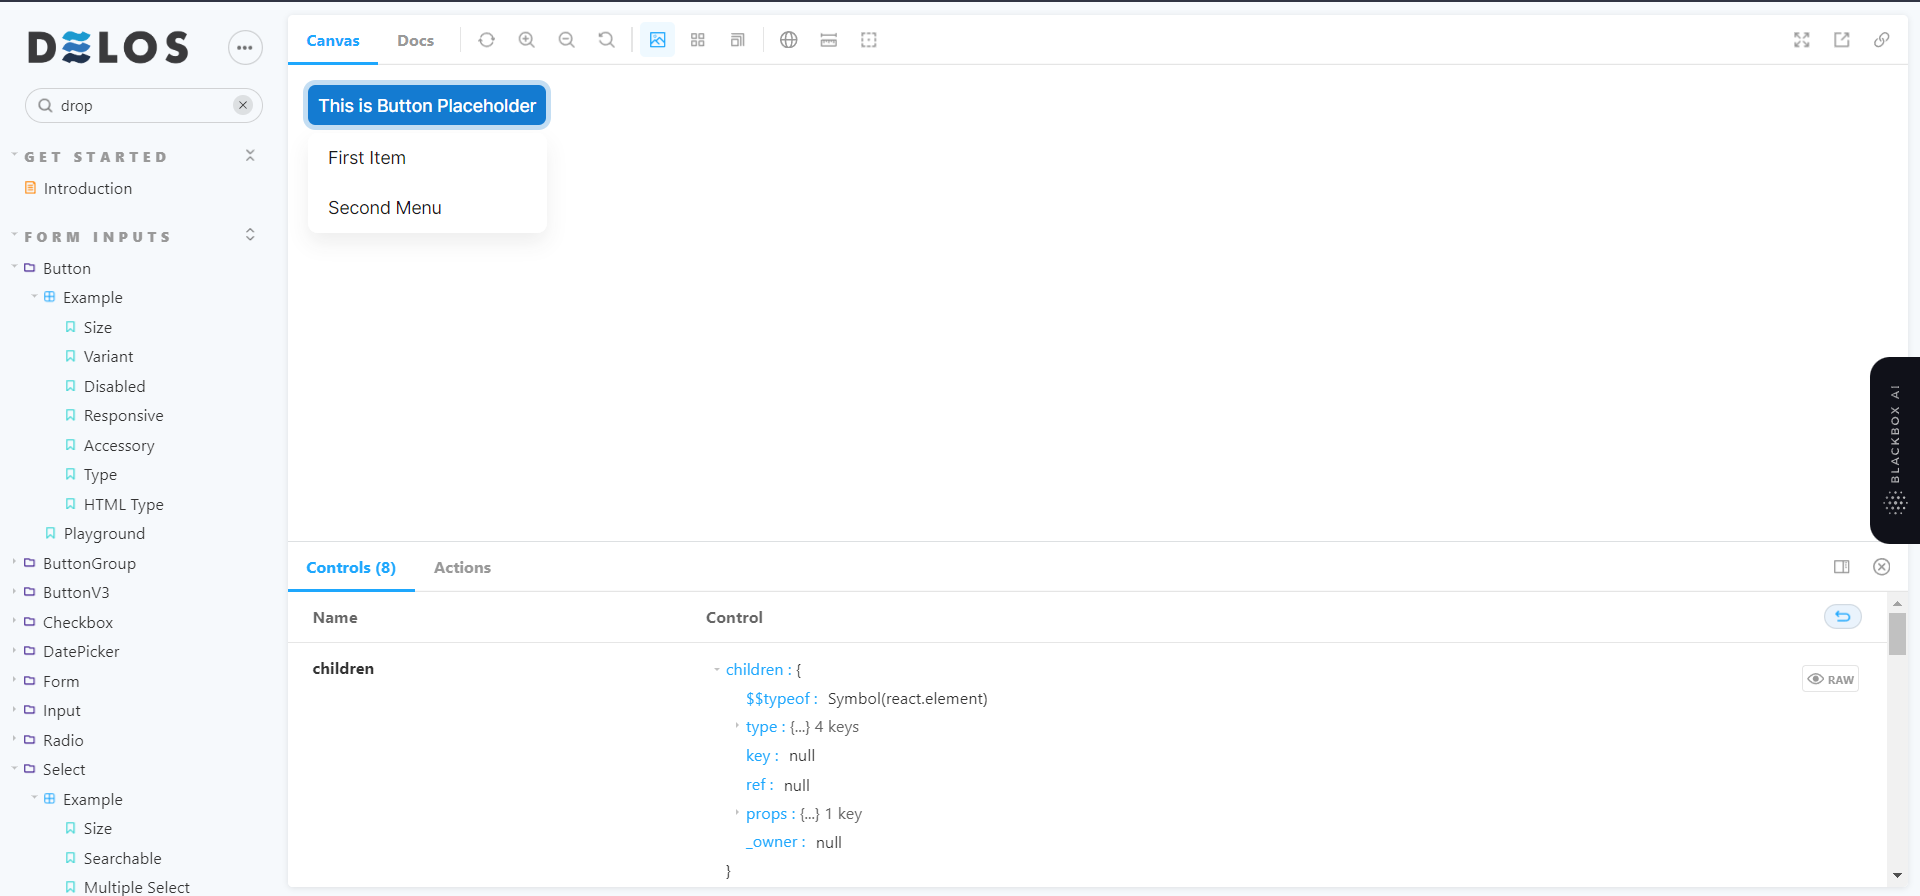 DELOS
drop
GET STARTED
Introduction
FORM INPUTS
Button
Example
Size
Variant
Disabled
Responsive
Accessory
Type
HTML Type
Playground
ButtonGroup
ButtonV3
Checkbox
DatePicker
Form
Input
Radio
Select
Example
Size
Searchable
Multiple Select
Canvas Docs
This is Button Placeholder
First Item
Second Menu
BLACKBOX AI
Controls (8) Actions
Name Control
children
children : {
$$typeof : Symbol(react.element)
type : {...} 4 keys
key : null
ref : null
props : {...} 1 key
_owner : null
}
RAW